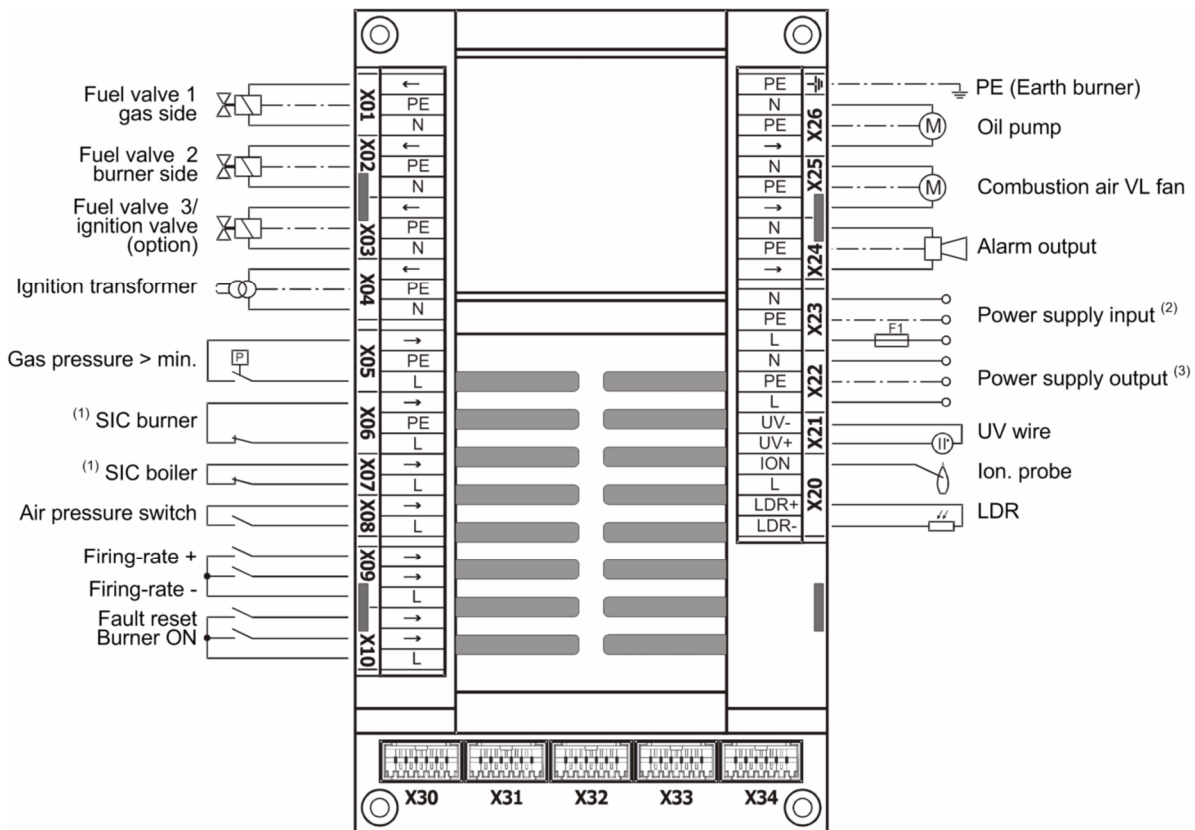 Fuel valve 1
gas side
Fuel valve 2
burner side
Fuel valve 3/
ignition valve
(option)
Ignition transformer
Gas pressure > min.
P
(1) SIC burner
(1) SIC boiler
Air pressure switch
Firing-rate +
Firing-rate -
Fault reset
Burner ON
X01
←
PE
N
X02
←
PE
N
X03
←
PE
N
X04
←
PE
N
X05
→
PE
L
X06
→
PE
L
X07
→
L
X08
→
L
X09
→
→
L
X10
→
→
L
PE
X26
N
PE
→
X25
N
PE
→
X24
N
PE
→
X23
N
PE
L
X22
N
PE
L
X21
UV-
UV+
X20
ION
L
LDR+
LDR-
PE (Earth burner)
M
Oil pump
M
Combustion air VL fan
Alarm output
Power supply input (2)
F1
Power supply output (3)
UV wire
Ion. probe
LDR
X30 X31 X32 X33 X34